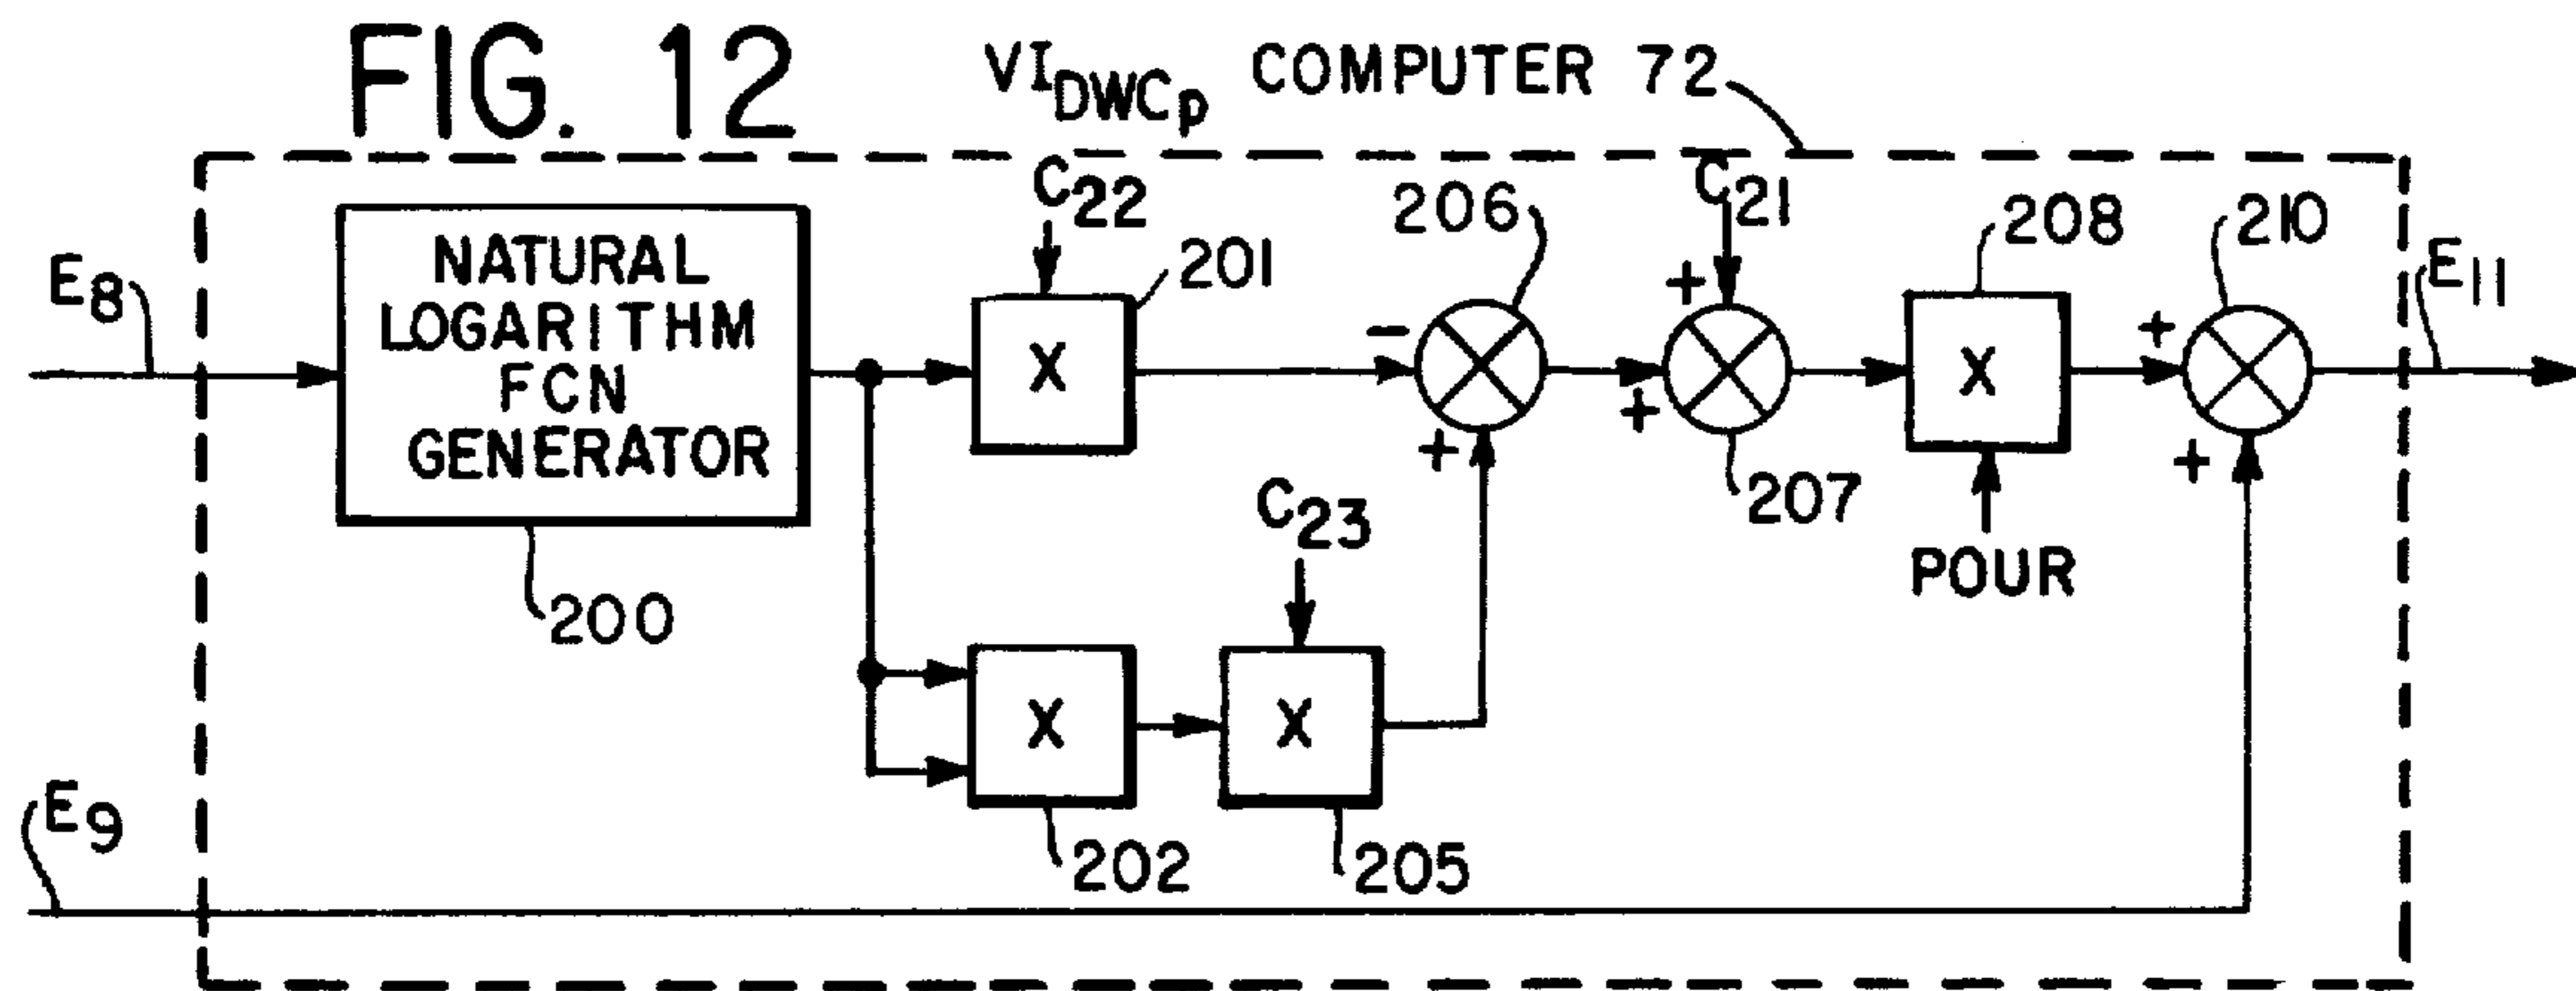 FIG. 12
VI_DWCp COMPUTER 72
E8
NATURAL
LOGARITHM
FCN
GENERATOR
200
C22
X
201
206
-
+
C21
+
+
207
X
208
POUR
+
+
210
E11
C23
X
202
X
205
E9